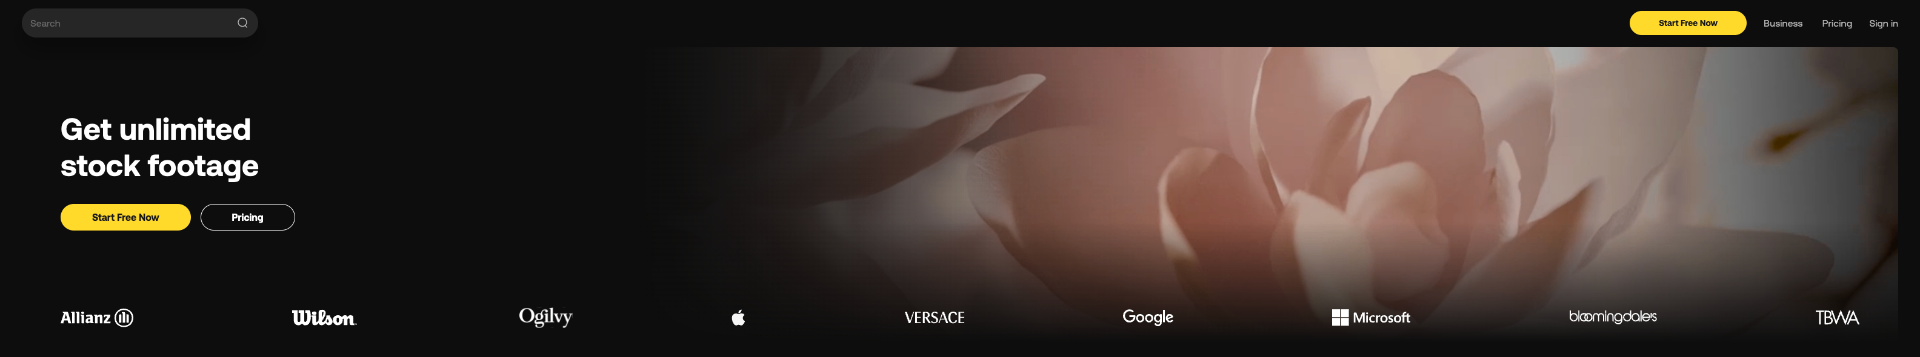 Search
Start Free Now
Business
Pricing
Sign in
Get unlimited
stock footage
Start Free Now
Pricing
Allianz
Wilson
Ogilvy
VERSACE
Google
Microsoft
bloomingdale's
TBWA